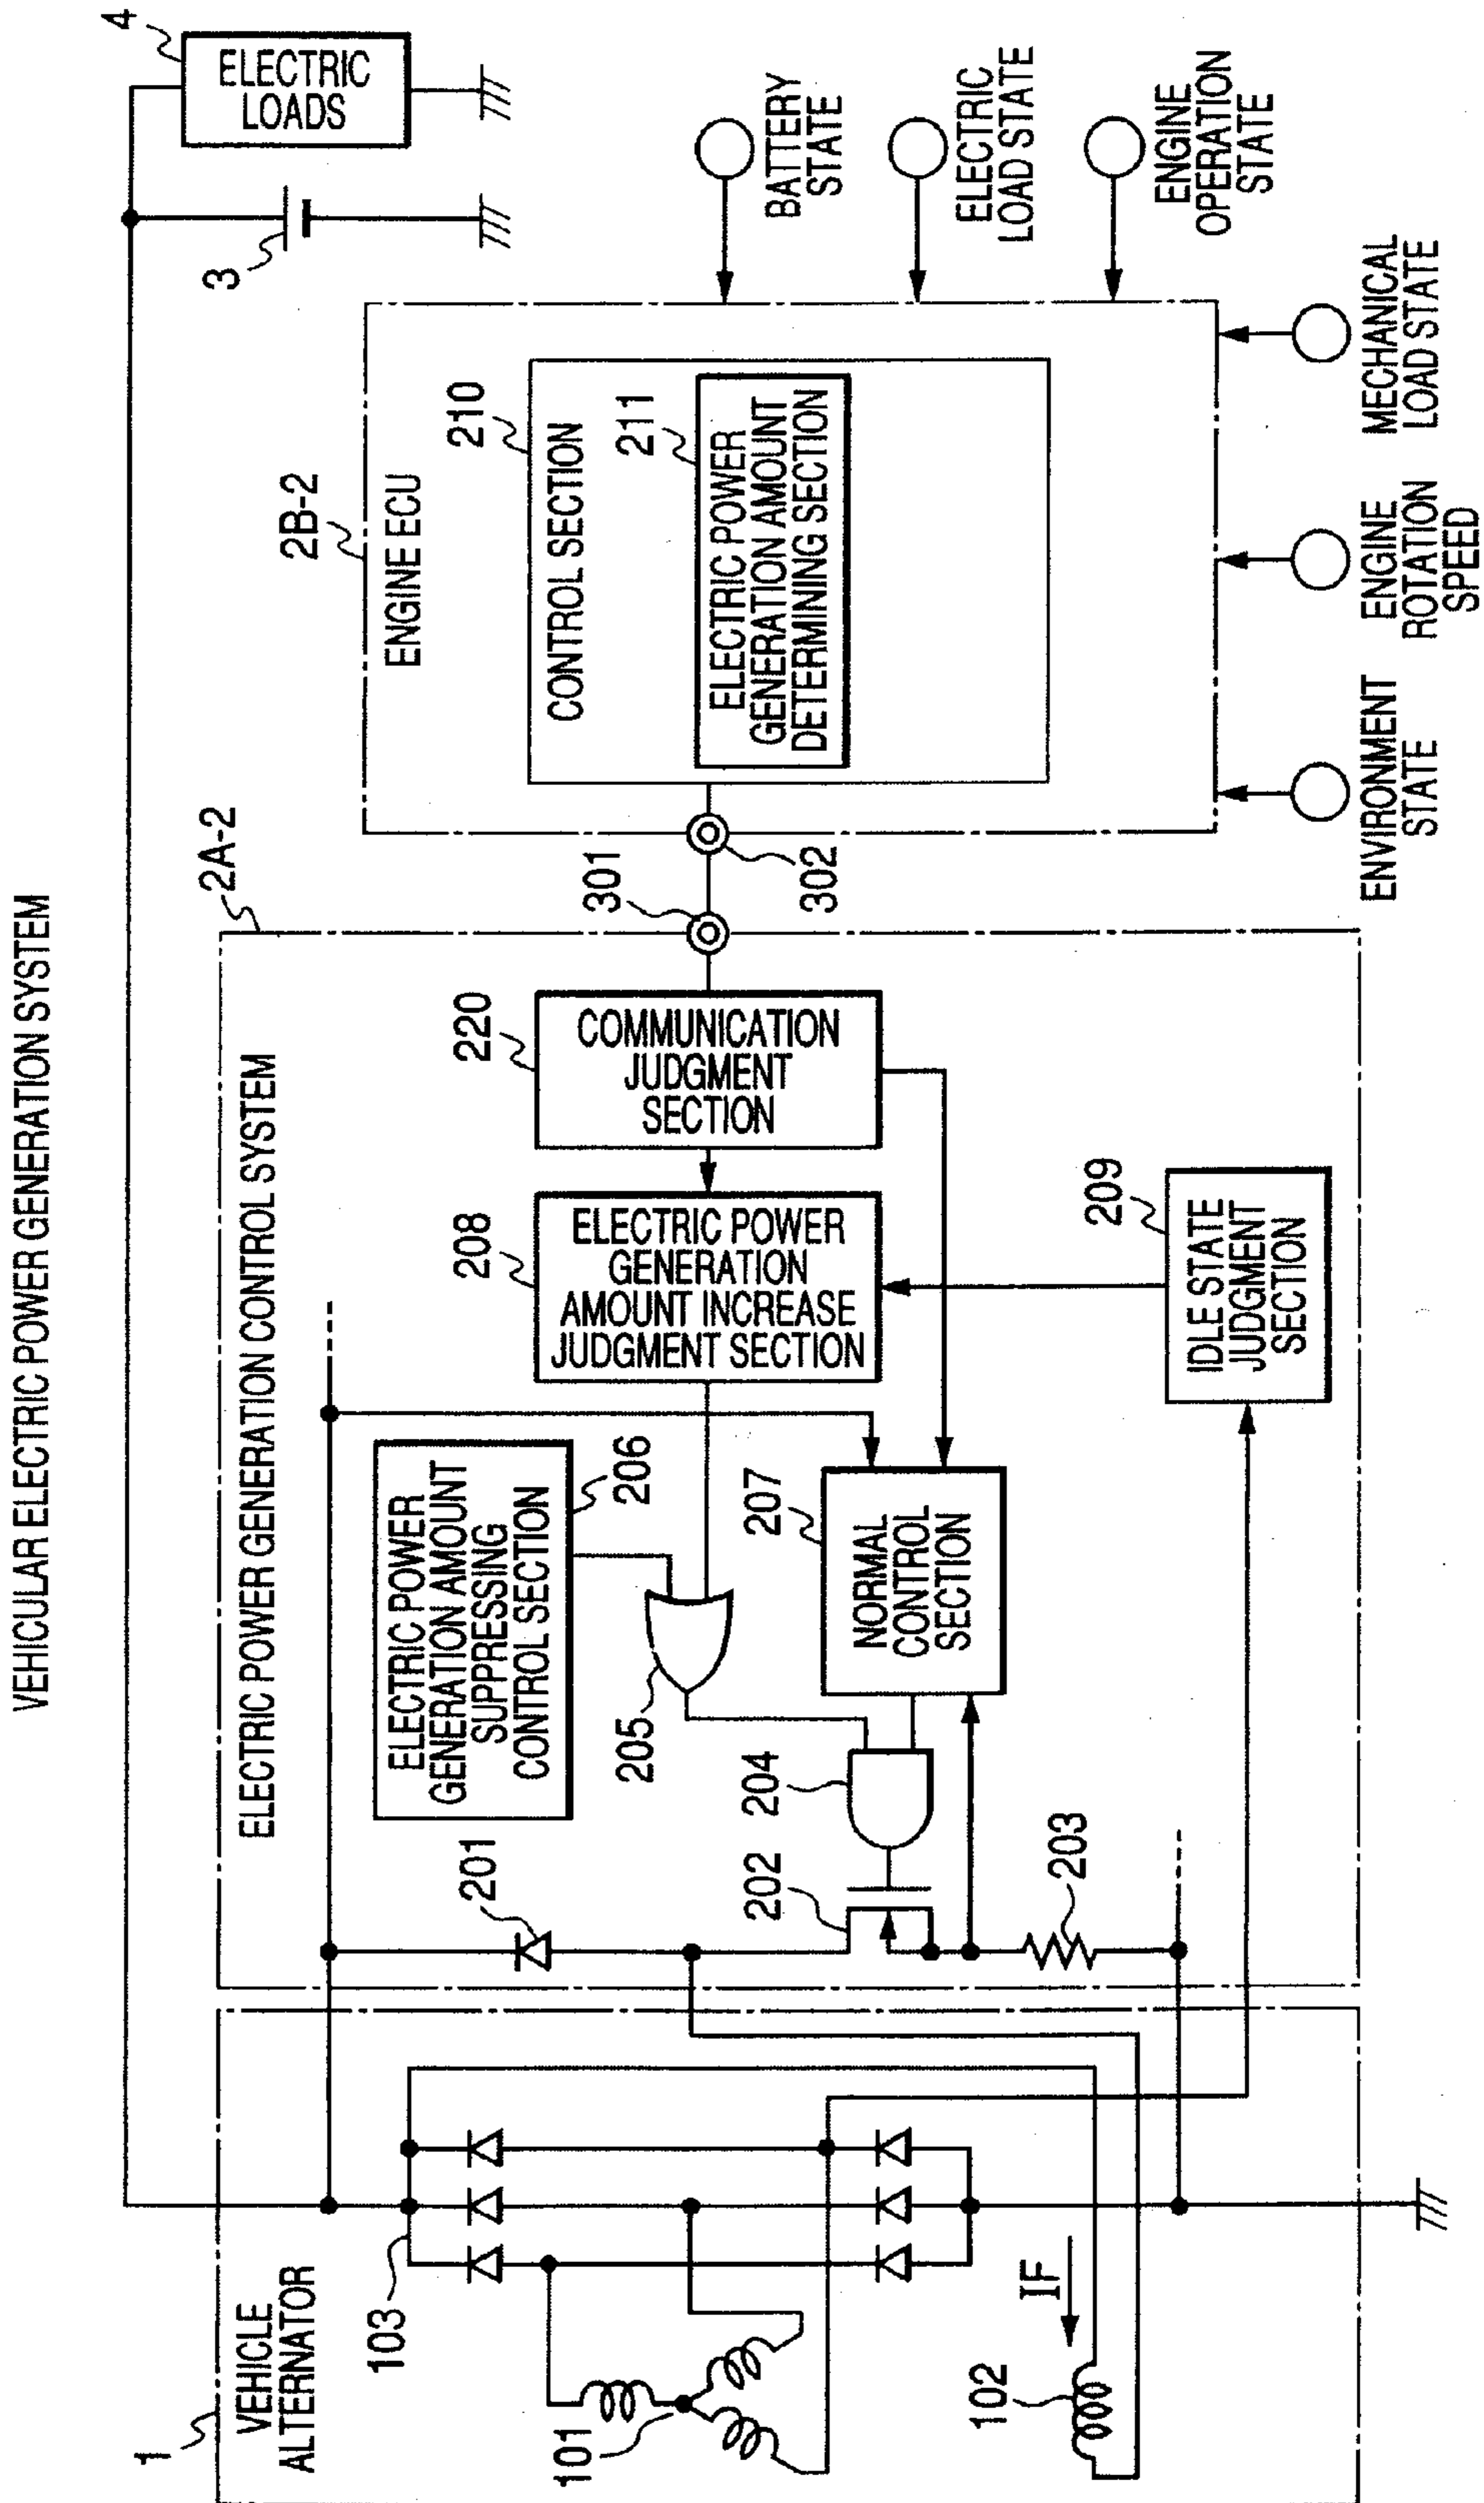 VEHICULAR ELECTRIC POWER GENERATION SYSTEM
1
VEHICLE
ALTERNATOR
103
101
102
IF
2A-2
ELECTRIC POWER GENERATION CONTROL SYSTEM
201
202
203
204
205
ELECTRIC POWER
GENERATION AMOUNT
SUPPRESSING
CONTROL SECTION
206
207
NORMAL
CONTROL
SECTION
208
ELECTRIC POWER
GENERATION
AMOUNT INCREASE
JUDGMENT SECTION
209
IDLE STATE
JUDGMENT
SECTION
220
COMMUNICATION
JUDGMENT
SECTION
301
302
2B-2
ENGINE ECU
210
CONTROL SECTION
211
ELECTRIC POWER
GENERATION AMOUNT
DETERMINING SECTION
3
4
ELECTRIC
LOADS
BATTERY
STATE
ELECTRIC
LOAD STATE
ENGINE
OPERATION
STATE
ENVIRONMENT
STATE
ENGINE
ROTATION
SPEED
MECHANICAL
LOAD STATE